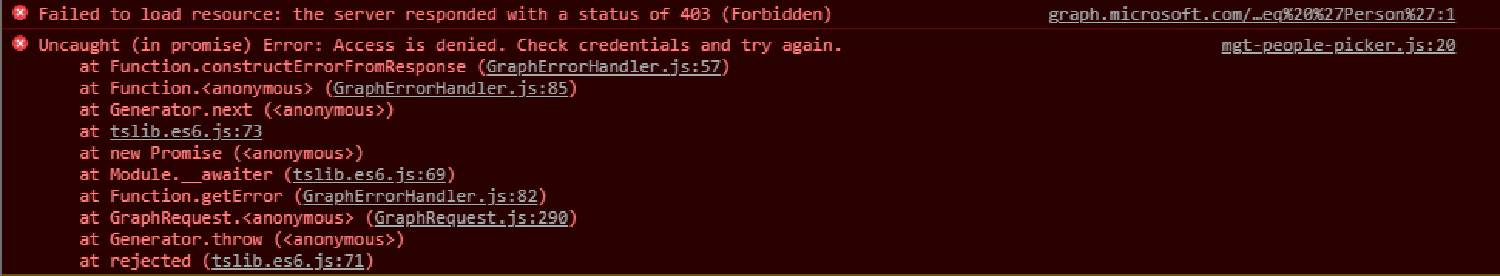 Failed to load resource: the server responded with a status of 403 (Forbidden) graph.microsoft.com/…eq%20%27Person%27:1
Uncaught (in promise) Error: Access is denied. Check credentials and try again. mgt-people-picker.js:20
at Function.constructErrorFromResponse (GraphErrorHandler.js:57)
at Function.<anonymous> (GraphErrorHandler.js:85)
at Generator.next (<anonymous>)
at tslib.es6.js:73
at new Promise (<anonymous>)
at Module.__awaiter (tslib.es6.js:69)
at Function.getError (GraphErrorHandler.js:82)
at GraphRequest.<anonymous> (GraphRequest.js:290)
at Generator.throw (<anonymous>)
at rejected (tslib.es6.js:71)